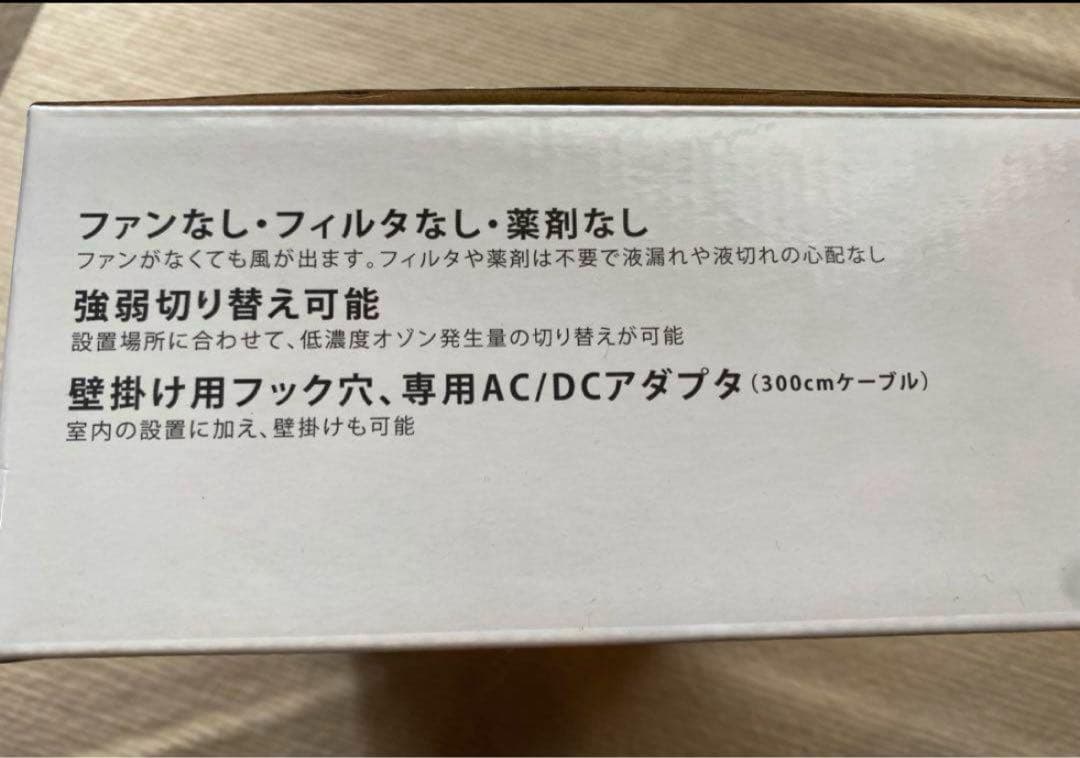 ファンなし・フィルタなし・薬剤なし
ファンがなくても風が出ます。フィルタや薬剤は不要で液漏れや液切れの心配なし
強弱切り替え可能
設置場所に合わせて、低濃度オゾン発生量の切り替えが可能
壁掛け用フック穴、専用AC/DCアダプタ（300cmケーブル）
室内の設置に加え、壁掛けも可能